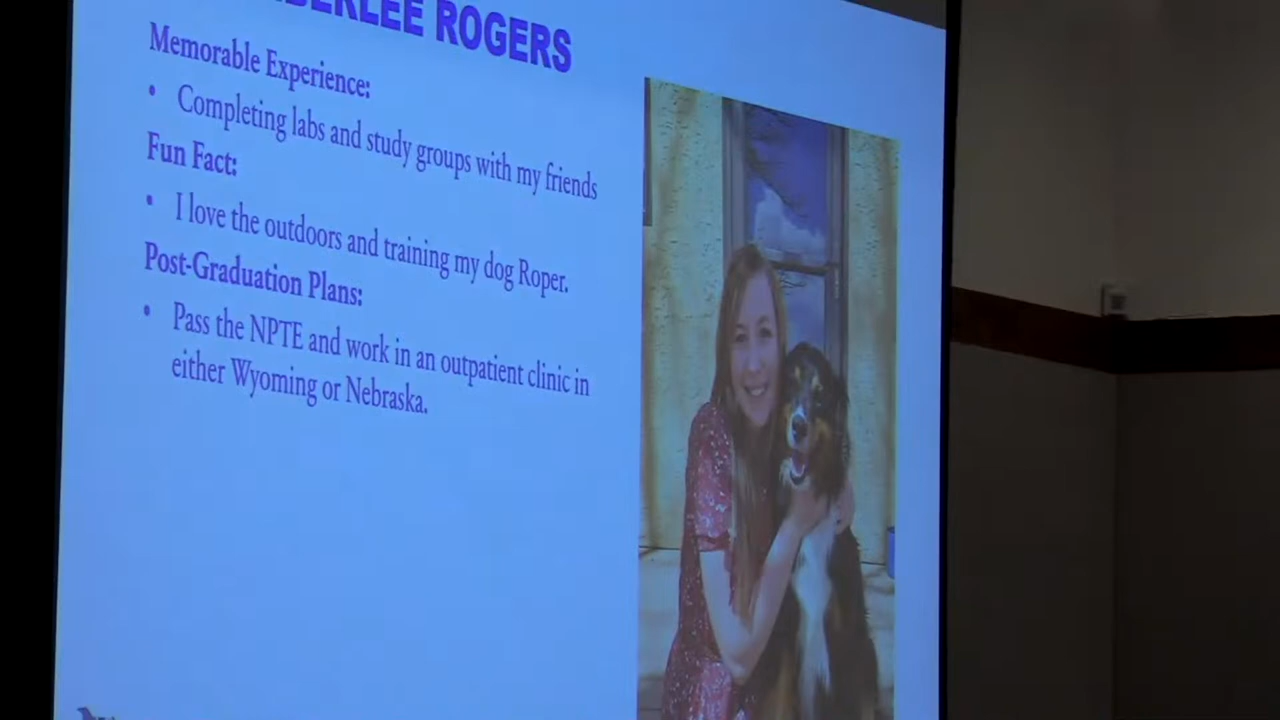 ROGERS
Memorable Experience:
• Completing labs and study groups with my friends
Fun Fact:
• I love the outdoors and training my dog Roper.
Post-Graduation Plans:
• Pass the NPTE and work in an outpatient clinic in
either Wyoming or Nebraska.